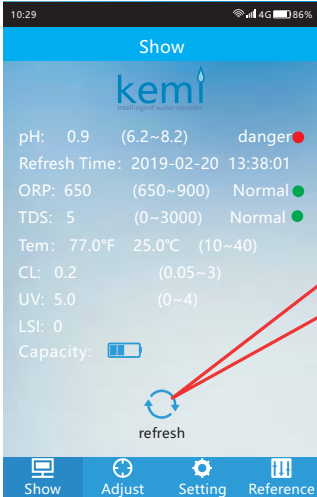 10:29 4G 86%
Show
kemi
intelligent water monitor
pH: 0.9 (6.2~8.2) danger
Refresh Time: 2019-02-20 13:38:01
ORP: 650 (650~900) Normal
TDS: 5 (0~3000) Normal
Tem: 77.0°F 25.0℃ (10~40)
CL: 0.2 (0.05~3)
UV: 5.0 (0~4)
LSI: 0
Capacity:
refresh
Show Adjust Setting Reference